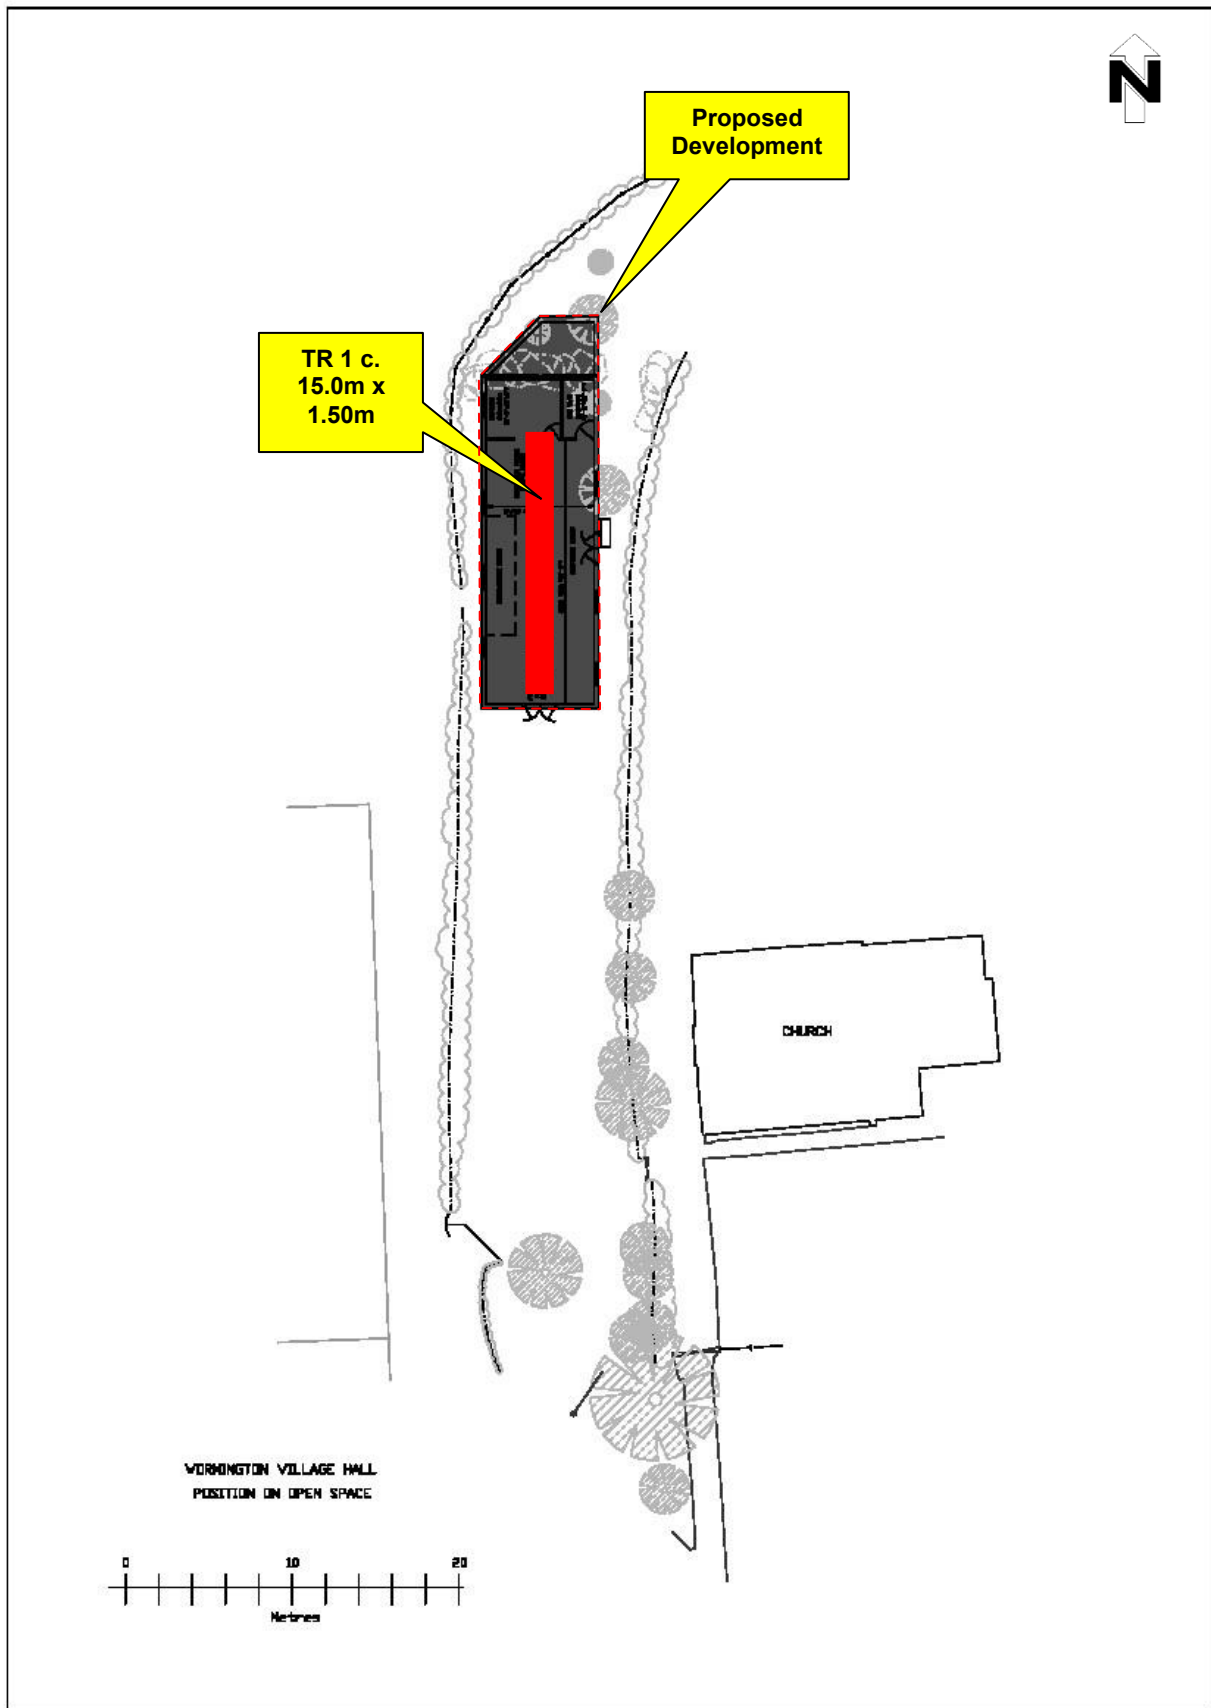 N
Proposed
Development
TR 1 c.
15.0m x
1.50m
CHURCH
WORMINGTON VILLAGE HALL
POSITION ON OPEN SPACE
0 10 20
Metres